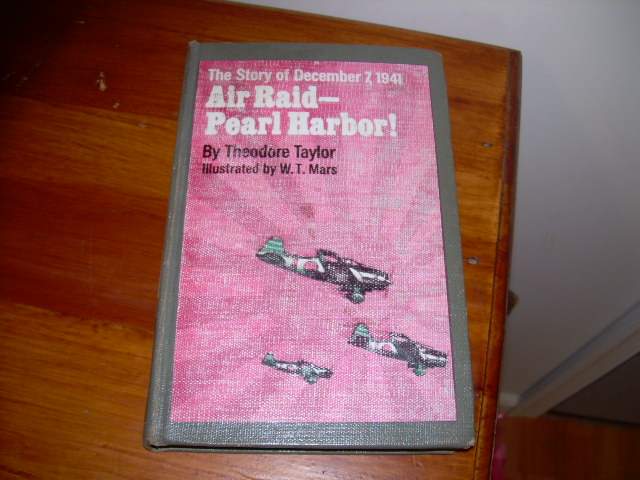 The Story of December 7, 1941
Air Raid—
Pearl Harbor!
By Theodore Taylor
Illustrated by W.T. Mars